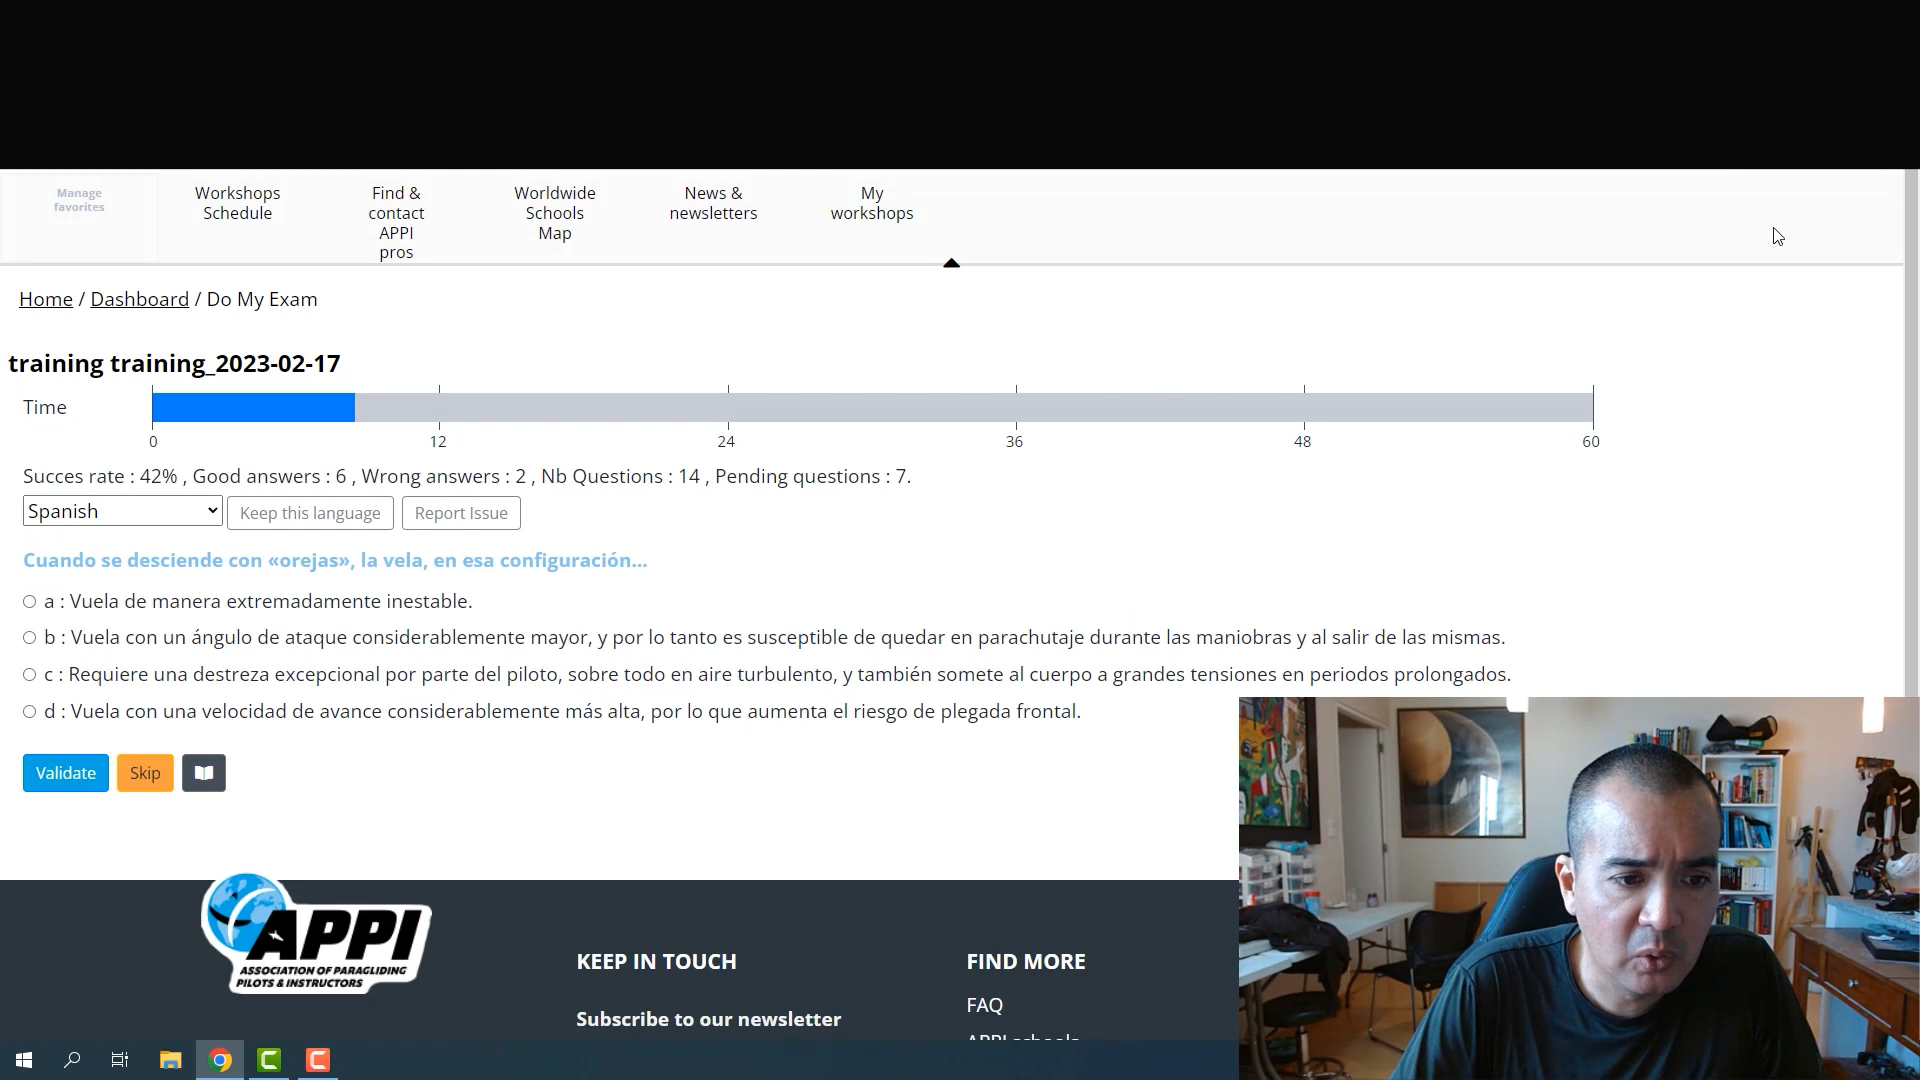 Manage
favorites
Workshops
Schedule
Find &
contact
APPI
pros
Worldwide
Schools
Map
News &
newsletters
My
workshops
Home / Dashboard / Do My Exam
training training_2023-02-17
Time
0 12 24 36 48 60
Succes rate : 42% , Good answers : 6 , Wrong answers : 2 , Nb Questions : 14 , Pending questions : 7.
Spanish
Keep this language
Report Issue
Cuando se desciende con «orejas», la vela, en esa configuración...
a : Vuela de manera extremadamente inestable.
b : Vuela con un ángulo de ataque considerablemente mayor, y por lo tanto es susceptible de quedar en parachutaje durante las maniobras y al salir de las mismas.
c : Requiere una destreza excepcional por parte del piloto, sobre todo en aire turbulento, y también somete al cuerpo a grandes tensiones en periodos prolongados.
d : Vuela con una velocidad de avance considerablemente más alta, por lo que aumenta el riesgo de plegada frontal.
Validate
Skip
APPI
ASSOCIATION OF PARAGLIDING
PILOTS & INSTRUCTORS
KEEP IN TOUCH
Subscribe to our newsletter
FIND MORE
FAQ
APPI schools